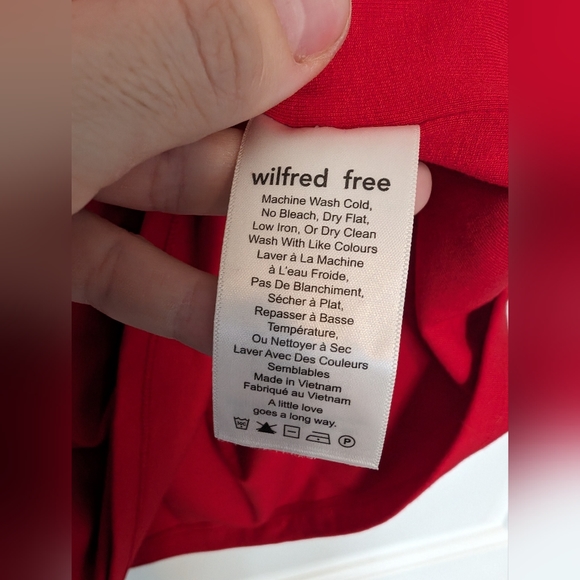 wilfred free
Machine Wash Cold,
No Bleach, Dry Flat,
Low Iron, Or Dry Clean
Wash With Like Colours
Laver à La Machine
à L'eau Froide,
Pas De Blanchiment,
Sécher à Plat,
Repasser à Basse
Température,
Ou Nettoyer à Sec
Laver Avec Des Couleurs
Semblables
Made in Vietnam
Fabriqué au Vietnam
A little love
goes a long way.
P